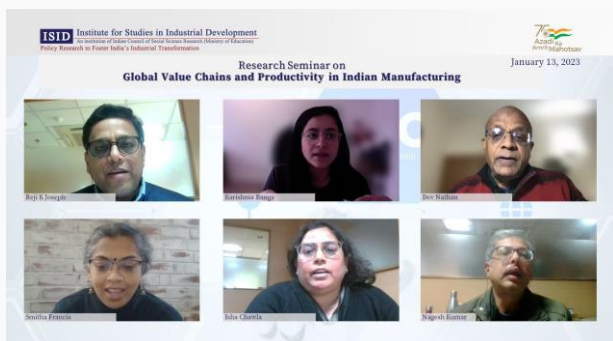 ISID Institute for Studies in Industrial Development
An institution of Indian Council of Social Science Research (Ministry of Education)
Policy Research to Foster India's Industrial Transformation
75
Azadi Ka
Amrit Mahotsav
January 13, 2023
Research Seminar on
Global Value Chains and Productivity in Indian Manufacturing
Reji K Joseph
Karishma Banga
Dev Nathan
Smitha Francis
Isha Chawla
Nagesh Kumar